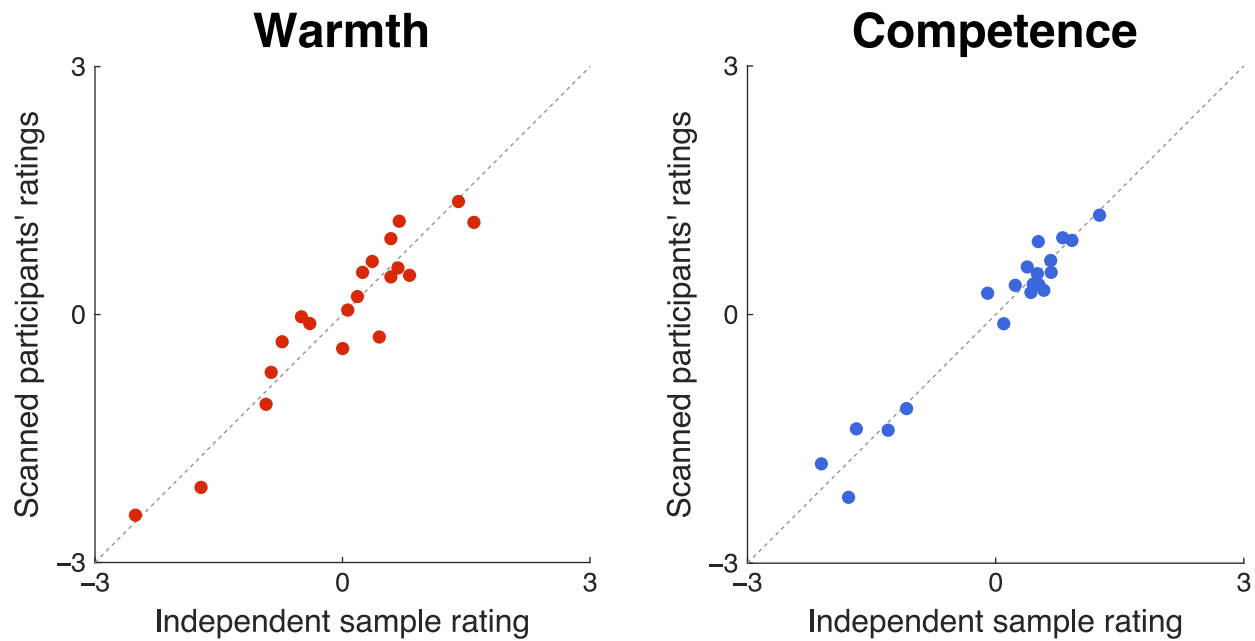 Warmth
3
0
−3
−3
0
3
Scanned participants' ratings
Independent sample rating
Competence
3
0
−3
−3
0
3
Scanned participants' ratings
Independent sample rating